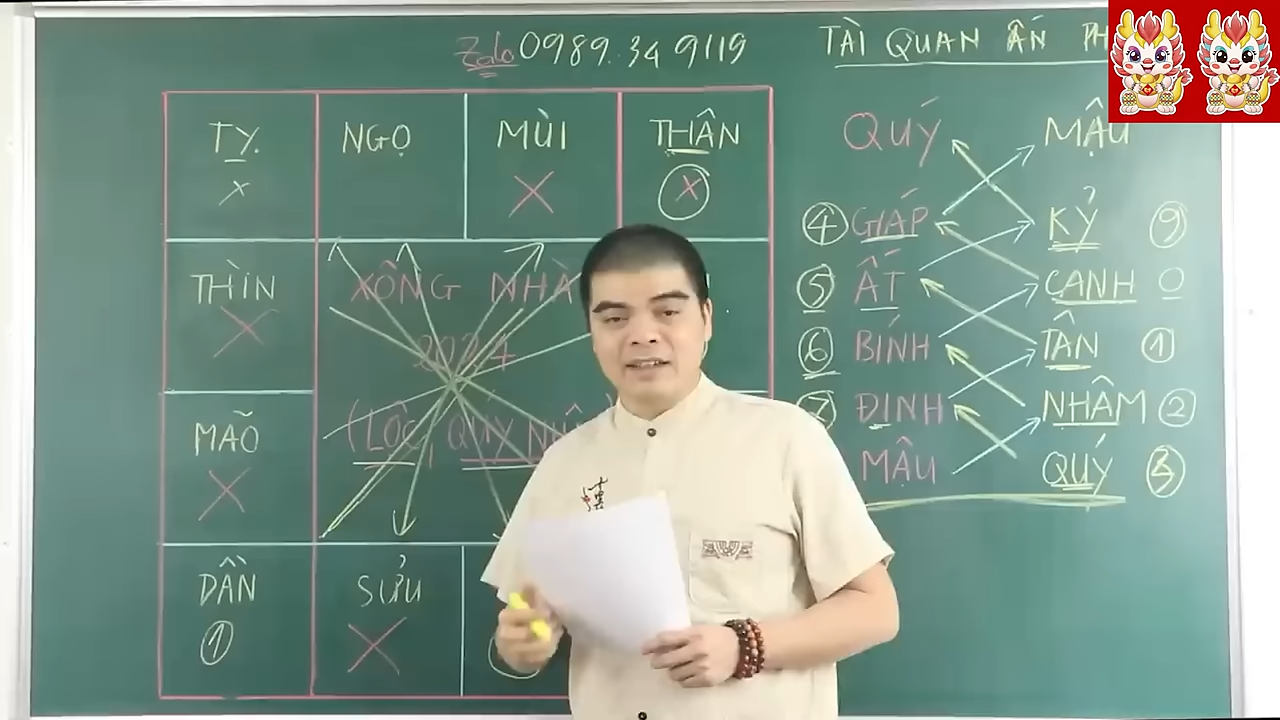 Zalo 0989.34 9119
TÀI QUAN ẤN
TỴ. NGỌ MÙI THÂN
X X X
THÌN
X
XÔNG NHÀ
2024
(LỘC, QUÝ
MÃO
X
DẦN SỬU
1 X
QUÝ MẬU
4 GIÁP KỶ 9
5 ẤT CANH 0
6 BÍNH TÂN 1
7 ĐINH NHÂM 2
MẬU QUÝ 3